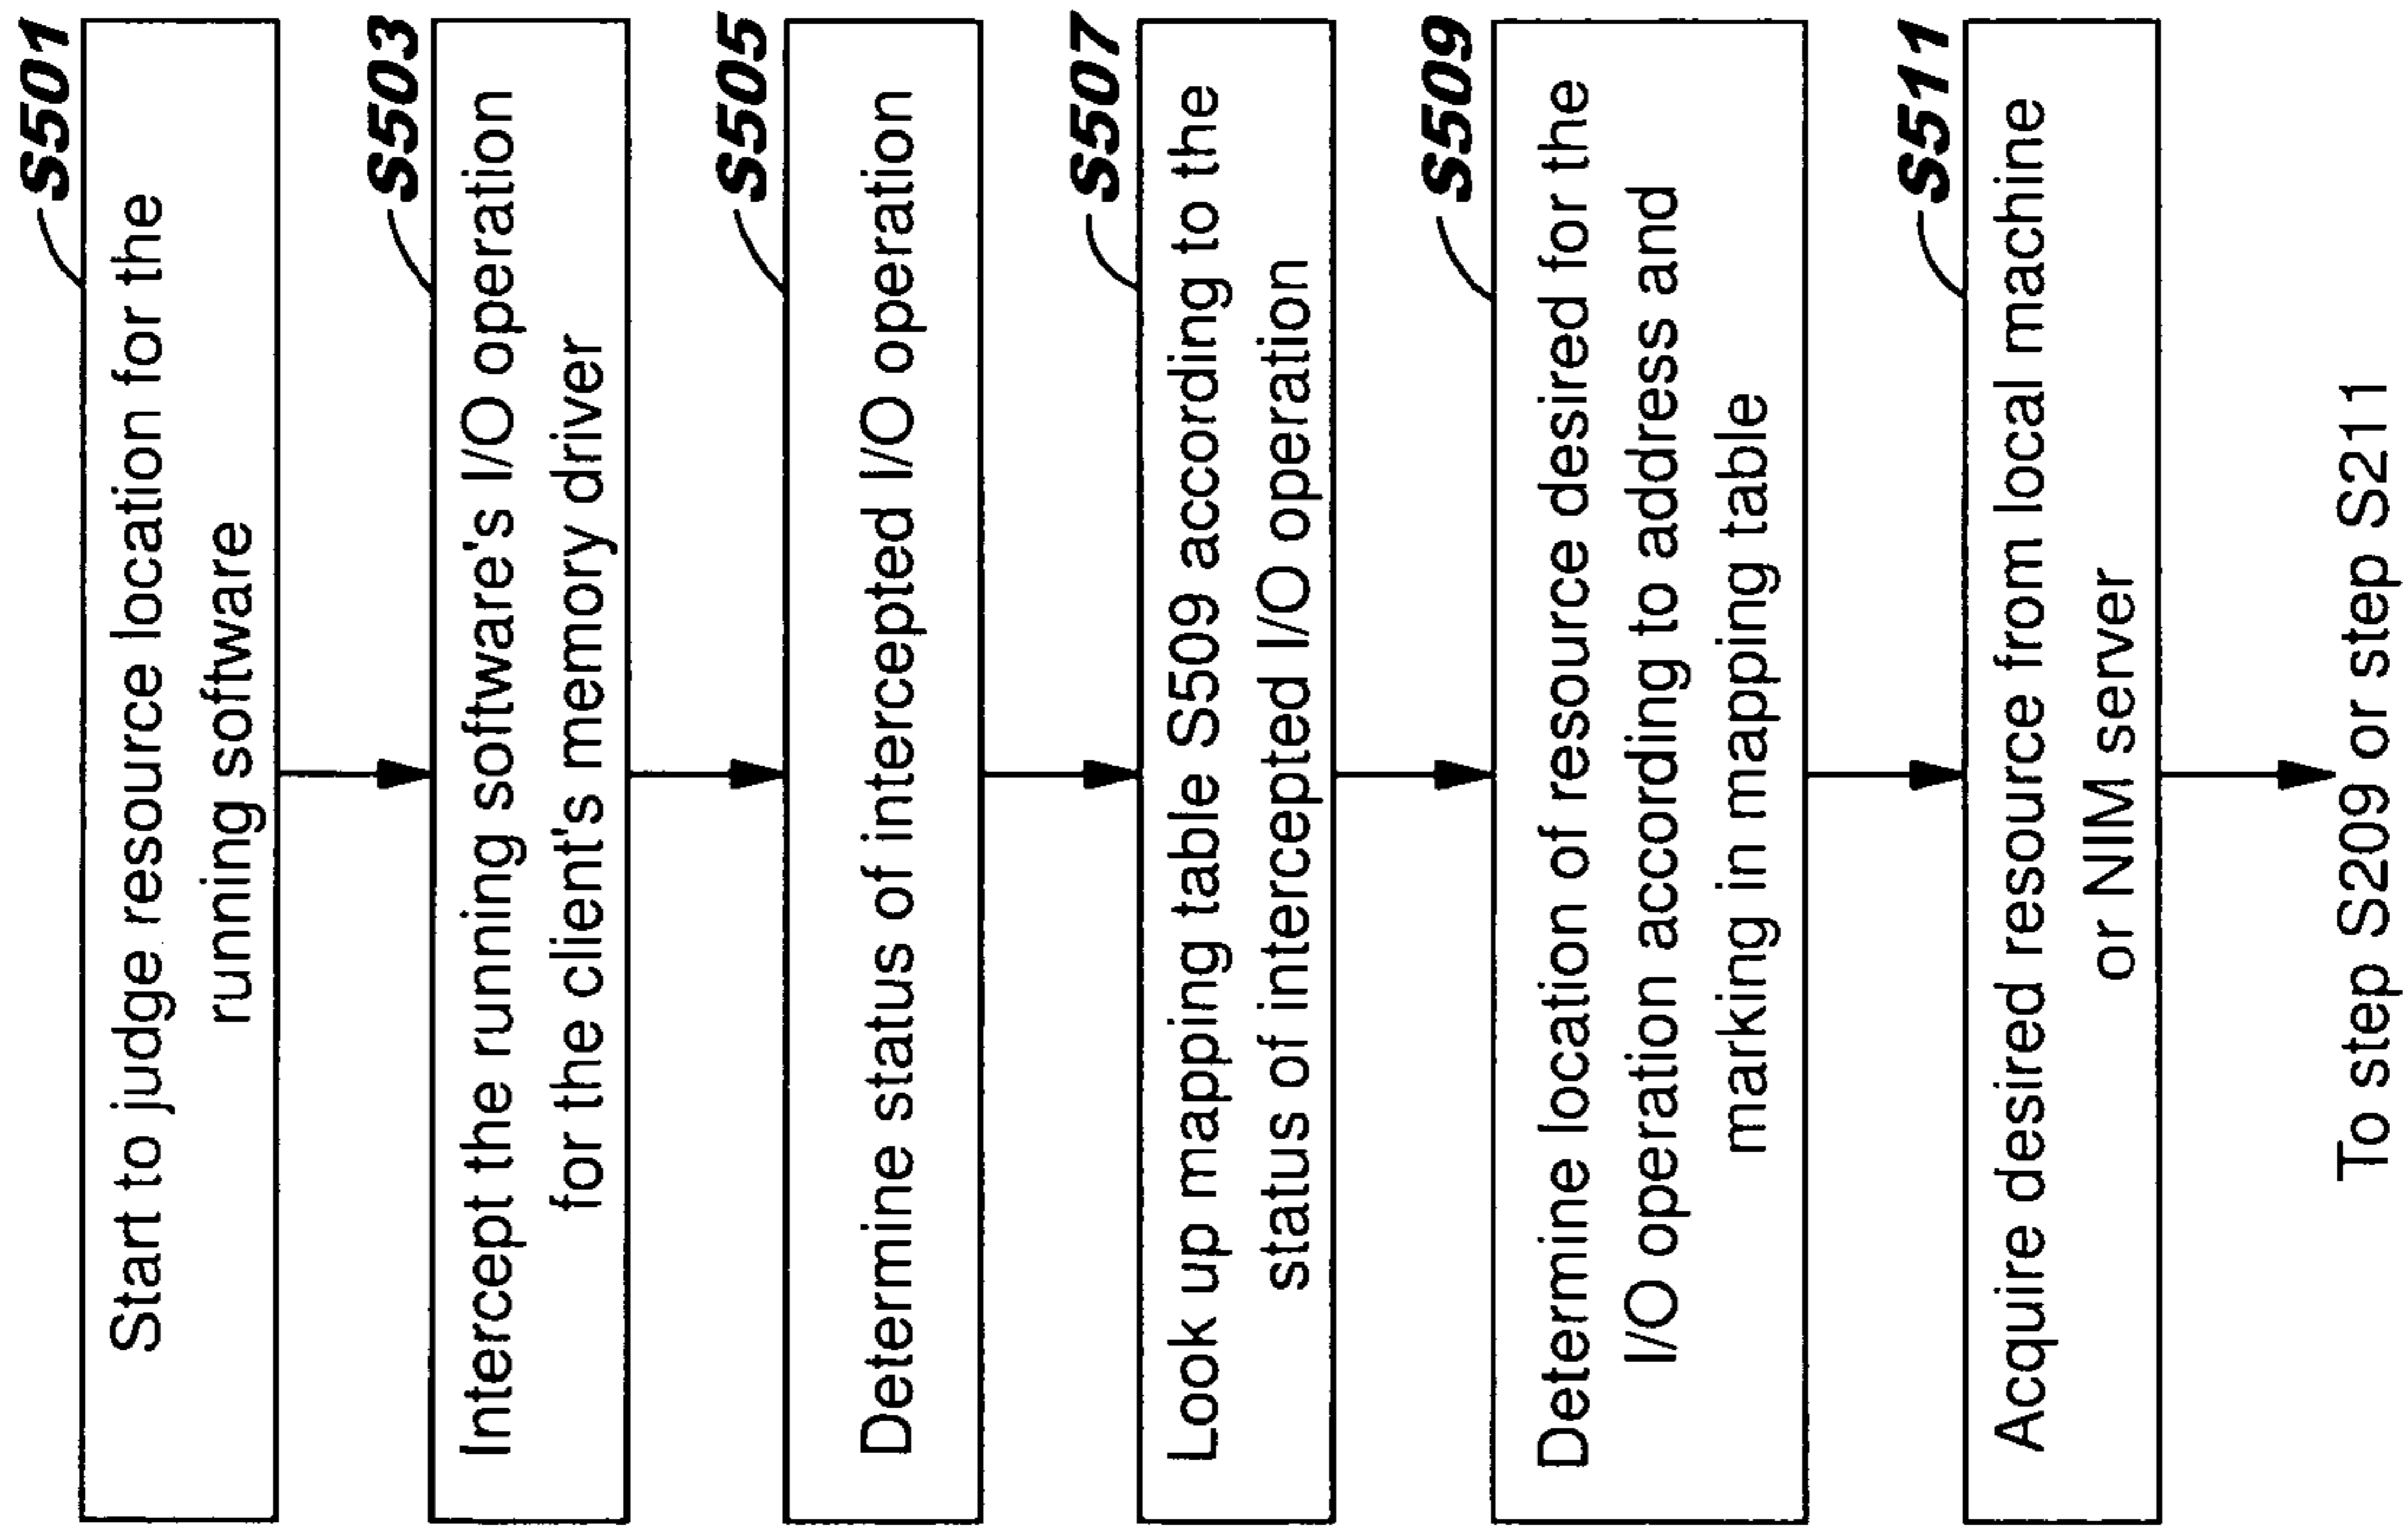 S501
Start to judge resource location for the
running software
S503
Intercept the running software's I/O operation
for the client's memory driver
S505
Determine status of intercepted I/O operation
S507
Look up mapping table S509 according to the
status of intercepted I/O operation
S509
Determine location of resource desired for the
I/O operation according to address and
marking in mapping table
S511
Acquire desired resource from local machine
or NIM server
To step S209 or step S211